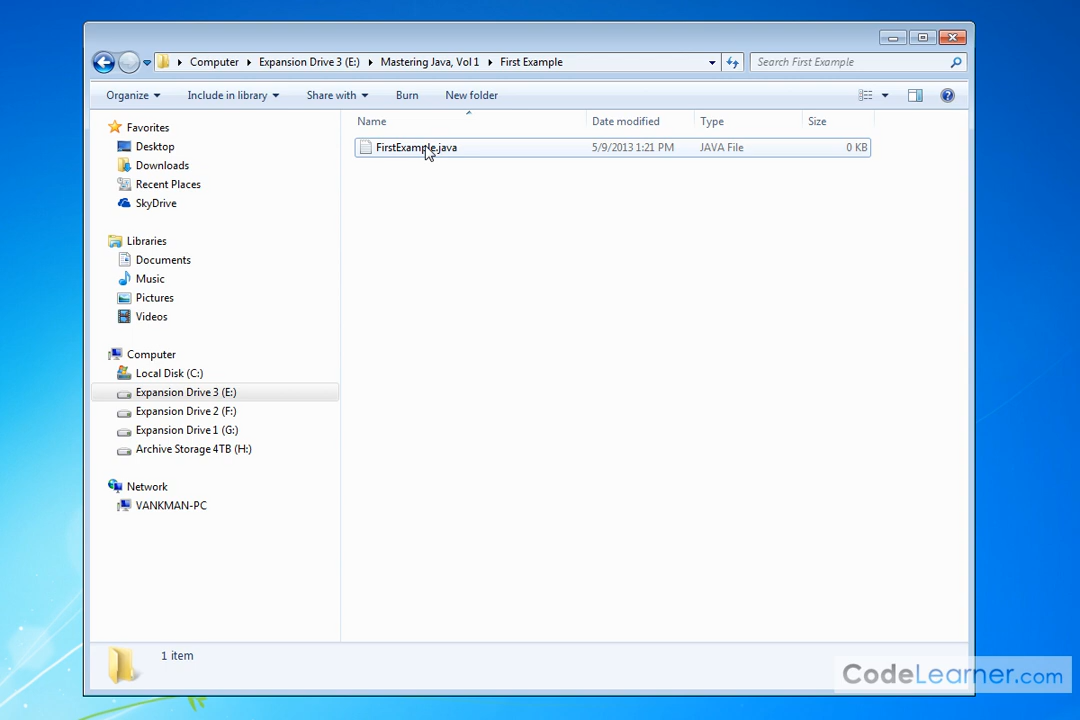 Computer Expansion Drive 3 (E:) Mastering Java, Vol 1 First Example Search First Example
Organize Include in library Share with Burn New folder
Name Date modified Type Size
FirstExample.java 5/9/2013 1:21 PM JAVA File 0 KB
Favorites
Desktop
Downloads
Recent Places
SkyDrive
Libraries
Documents
Music
Pictures
Videos
Computer
Local Disk (C:)
Expansion Drive 3 (E:)
Expansion Drive 2 (F:)
Expansion Drive 1 (G:)
Archive Storage 4TB (H:)
Network
VANKMAN-PC
1 item
CodeLearner.com